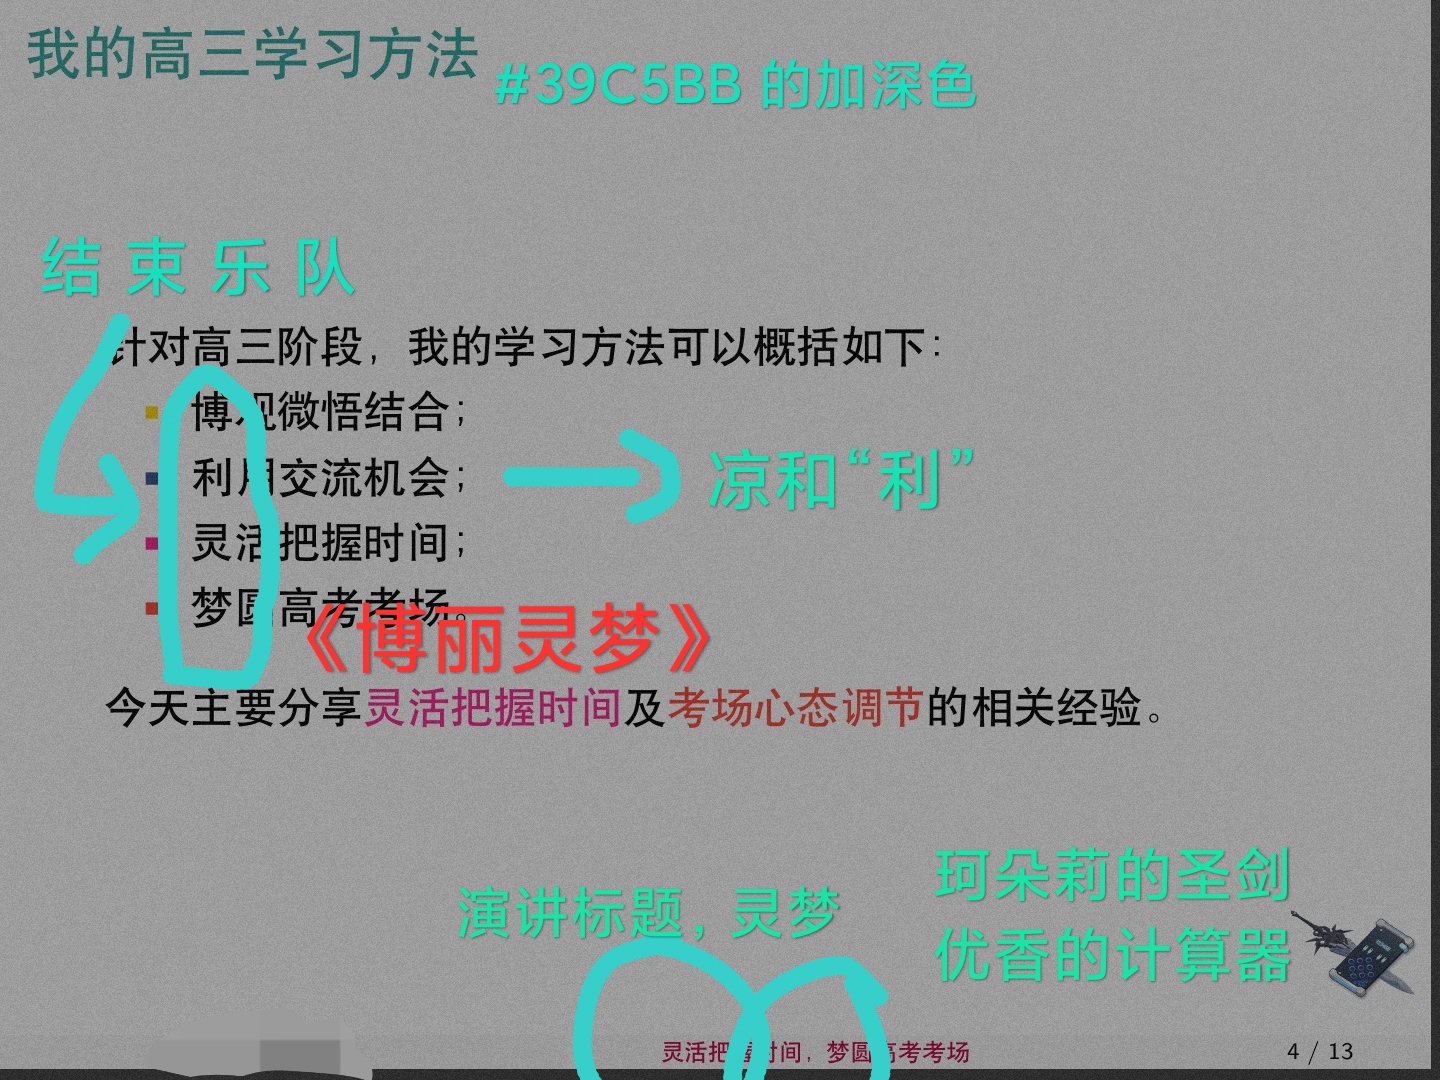 我的高三学习方法
#39C5BB 的加深色
结束乐队
针对高三阶段，我的学习方法可以概括如下：
博观微悟结合；
利用交流机会；
凉和“利”
灵活把握时间；
梦圆高考考场。
《博丽灵梦》
今天主要分享灵活把握时间及考场心态调节的相关经验。
珂朵莉的圣剑
演讲标题，灵梦
优香的计算器
灵活把握时间，梦圆高考考场
4 / 13